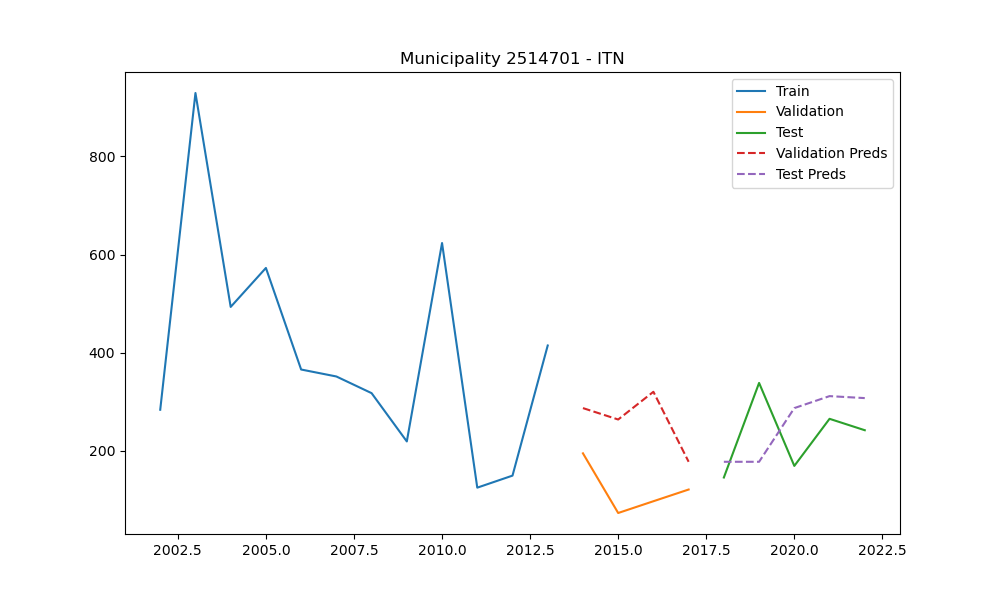 Municipality 2514701 - ITN
Train
Validation
Test
Validation Preds
Test Preds
800
600
400
200
2002.5 2005.0 2007.5 2010.0 2012.5 2015.0 2017.5 2020.0 2022.5